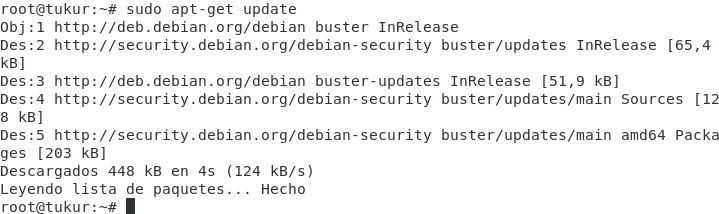 root@tukur:~# sudo apt-get update
Obj:1 http://deb.debian.org/debian buster InRelease
Des:2 http://security.debian.org/debian-security buster/updates InRelease [65,4
kB]
Des:3 http://deb.debian.org/debian buster-updates InRelease [51,9 kB]
Des:4 http://security.debian.org/debian-security buster/updates/main Sources [12
8 kB]
Des:5 http://security.debian.org/debian-security buster/updates/main amd64 Packa
ges [203 kB]
Descargados 448 kB en 4s (124 kB/s)
Leyendo lista de paquetes... Hecho
root@tukur:~#